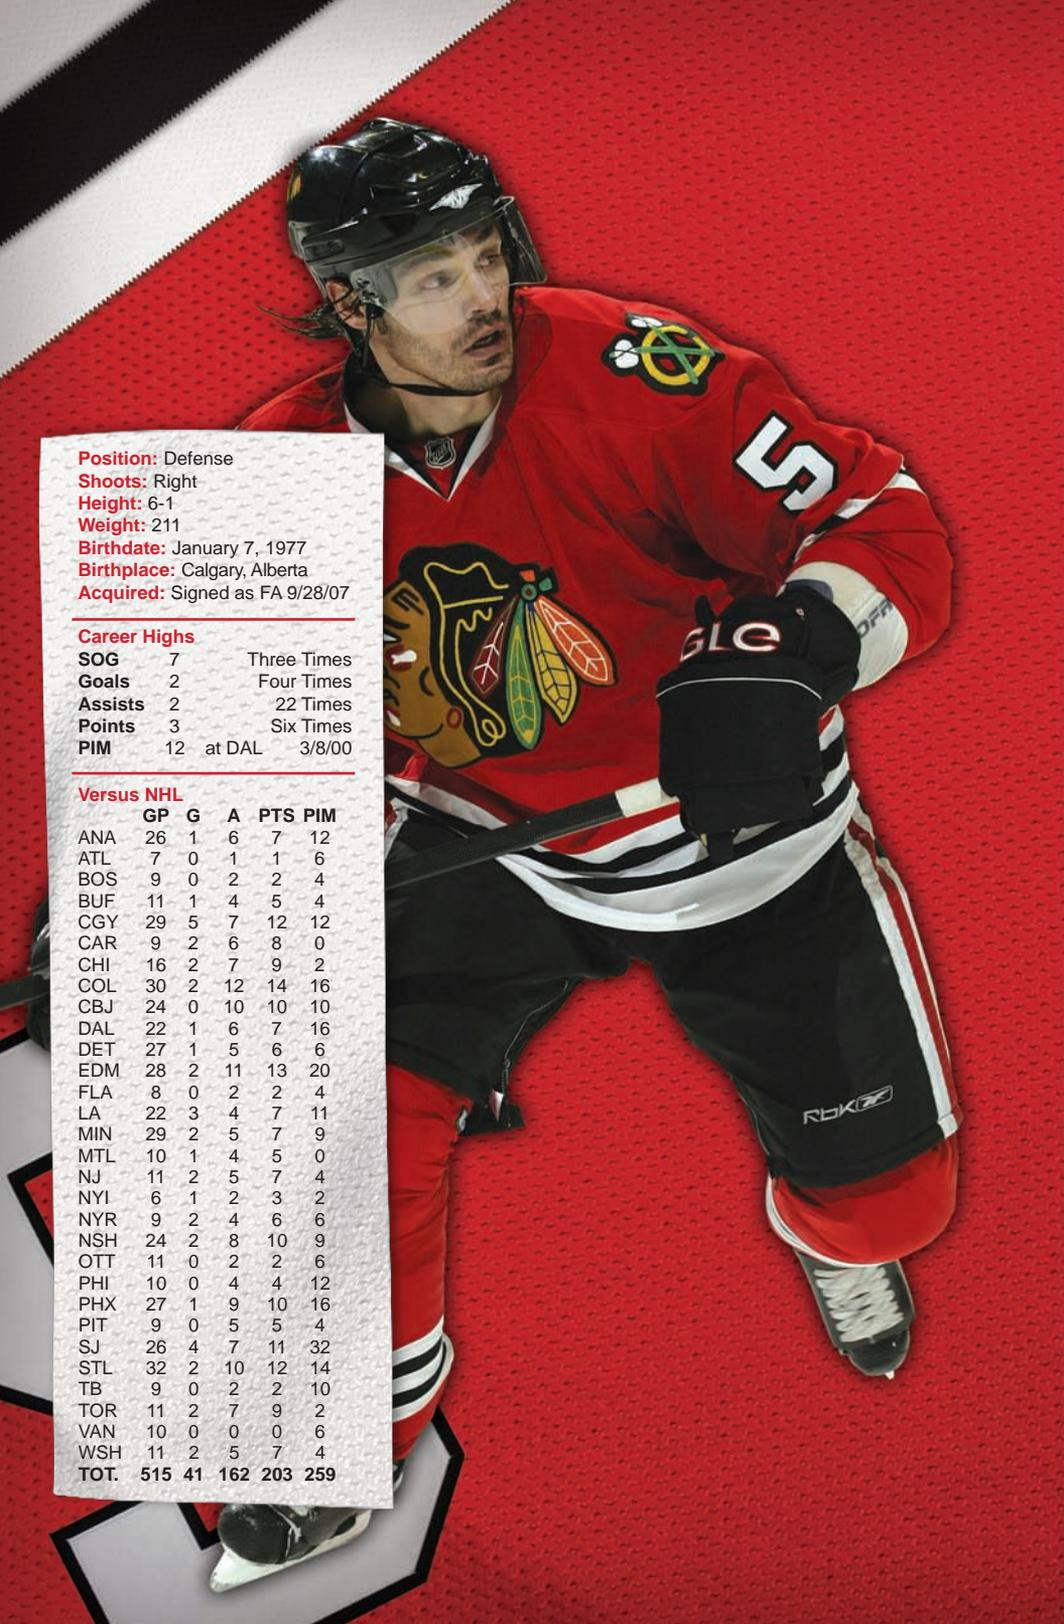 Position: Defense
Shoots: Right
Height: 6-1
Weight: 211
Birthdate: January 7, 1977
Birthplace: Calgary, Alberta
Acquired: Signed as FA 9/28/07
Career Highs
SOG 7 Three Times
Goals 2 Four Times
Assists 2 22 Times
Points 3 Six Times
PIM 12 at DAL 3/8/00
Versus NHL
GP G A PTS PIM
ANA 26 1 6 7 12
ATL 7 0 1 1 6
BOS 9 0 2 2 4
BUF 11 1 4 5 4
CGY 29 5 7 12 12
CAR 9 2 6 8 0
CHI 16 2 7 9 2
COL 30 2 12 14 16
CBJ 24 0 10 10 10
DAL 22 1 6 7 16
DET 27 1 5 6 6
EDM 28 2 11 13 20
FLA 8 0 2 2 4
LA 22 3 4 7 11
MIN 29 2 5 7 9
MTL 10 1 4 5 0
NJ 11 2 5 7 4
NYI 6 1 2 3 2
NYR 9 2 4 6 6
NSH 24 2 8 10 9
OTT 11 0 2 2 6
PHI 10 0 4 4 12
PHX 27 1 9 10 16
PIT 9 0 5 5 4
SJ 26 4 7 11 32
STL 32 2 10 12 14
TB 9 0 2 2 10
TOR 11 2 7 9 2
VAN 10 0 0 0 6
WSH 11 2 5 7 4
TOT. 515 41 162 203 259
5
NHL
GLE
Rbk